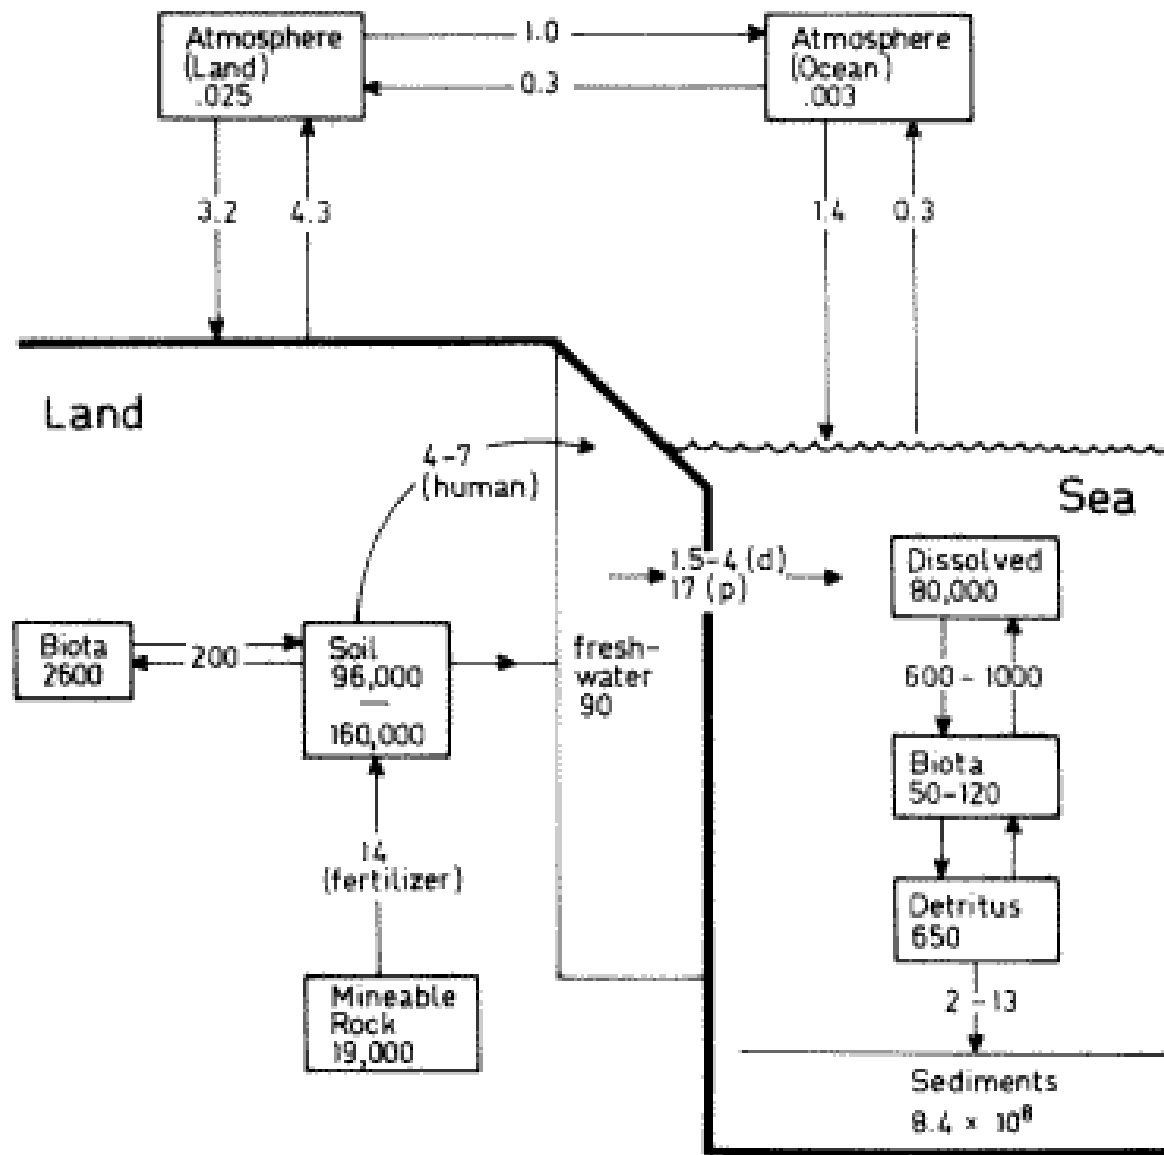 Atmosphere
(Land)
.025
1.0
0.3
Atmosphere
(Ocean)
.003
3.2
4.3
1.4
0.3
Land
4-7
(human)
Sea
1.5-4 (d)
17 (p)
Dissolved
80,000
Biota
2600
200
Soil
96,000
—
160,000
fresh-
water
90
600 - 1000
Biota
50-120
14
(fertilizer)
Detritus
650
Mineable
Rock
19,000
2 - 13
Sediments
8.4 × 10⁸